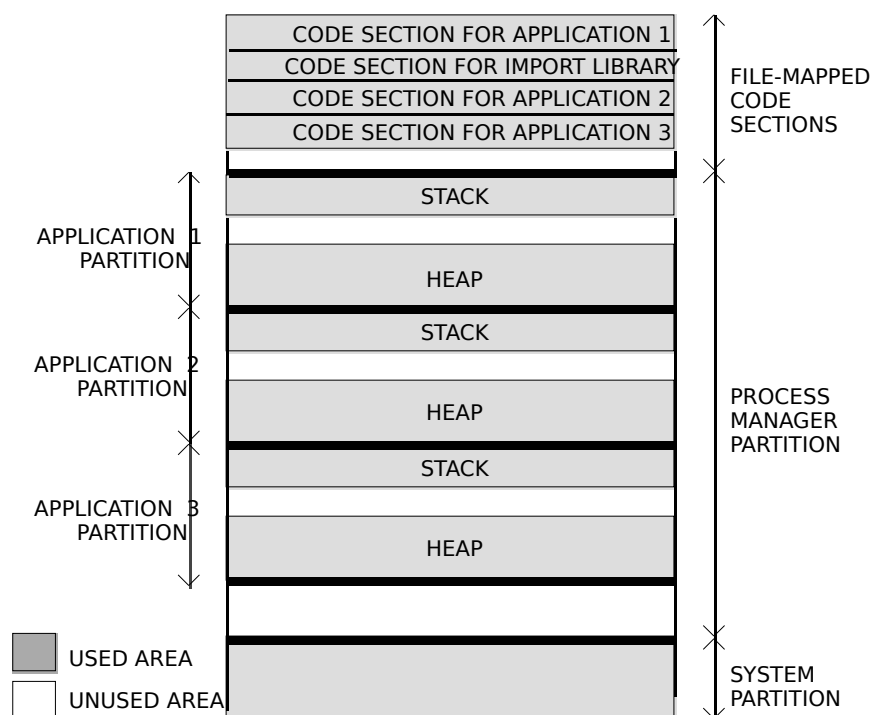 CODE SECTION FOR APPLICATION 1
CODE SECTION FOR IMPORT LIBRARY
CODE SECTION FOR APPLICATION 2
CODE SECTION FOR APPLICATION 3
FILE-MAPPED
CODE
SECTIONS
STACK
APPLICATION 1
PARTITION
HEAP
STACK
APPLICATION 2
PARTITION
HEAP
PROCESS
MANAGER
PARTITION
STACK
APPLICATION 3
PARTITION
HEAP
USED AREA
UNUSED AREA
SYSTEM
PARTITION